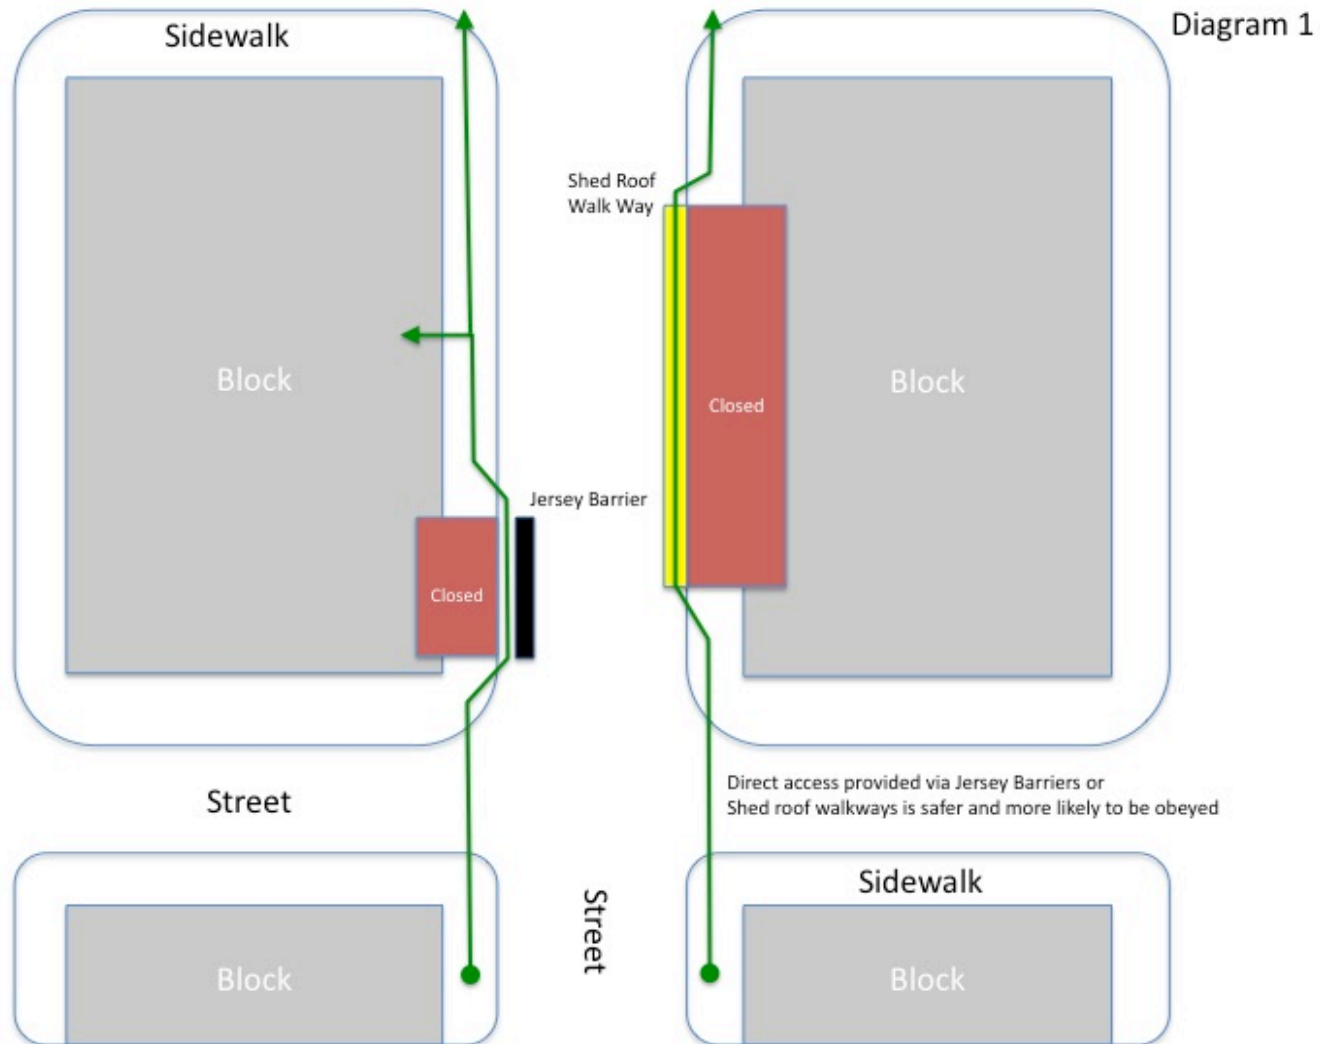 Diagram 1
Sidewalk
Shed Roof
Walk Way
Block
Block
Closed
Jersey Barrier
Closed
Direct access provided via Jersey Barriers or
Shed roof walkways is safer and more likely to be obeyed
Street
Sidewalk
Street
Block
Block